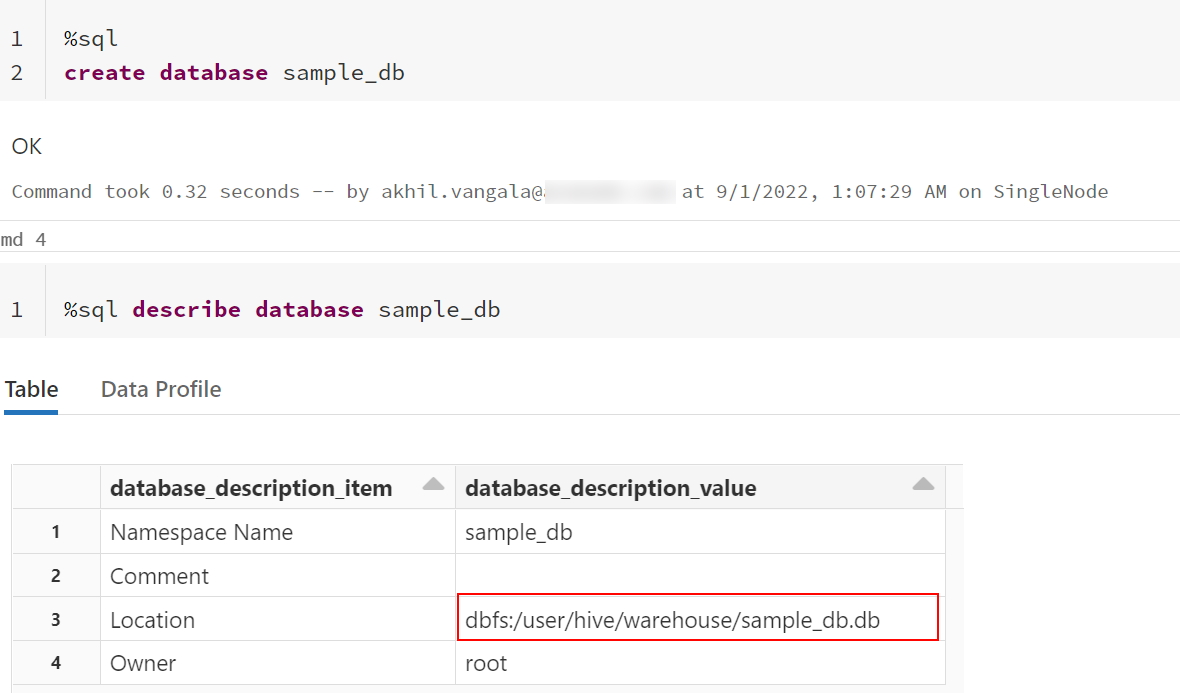 1 %sql
2 create database sample_db
OK
Command took 0.32 seconds -- by akhil.vangala@ at 9/1/2022, 1:07:29 AM on SingleNode
md 4
1 %sql describe database sample_db
Table Data Profile
database_description_item database_description_value
1 Namespace Name sample_db
2 Comment
3 Location dbfs:/user/hive/warehouse/sample_db.db
4 Owner root